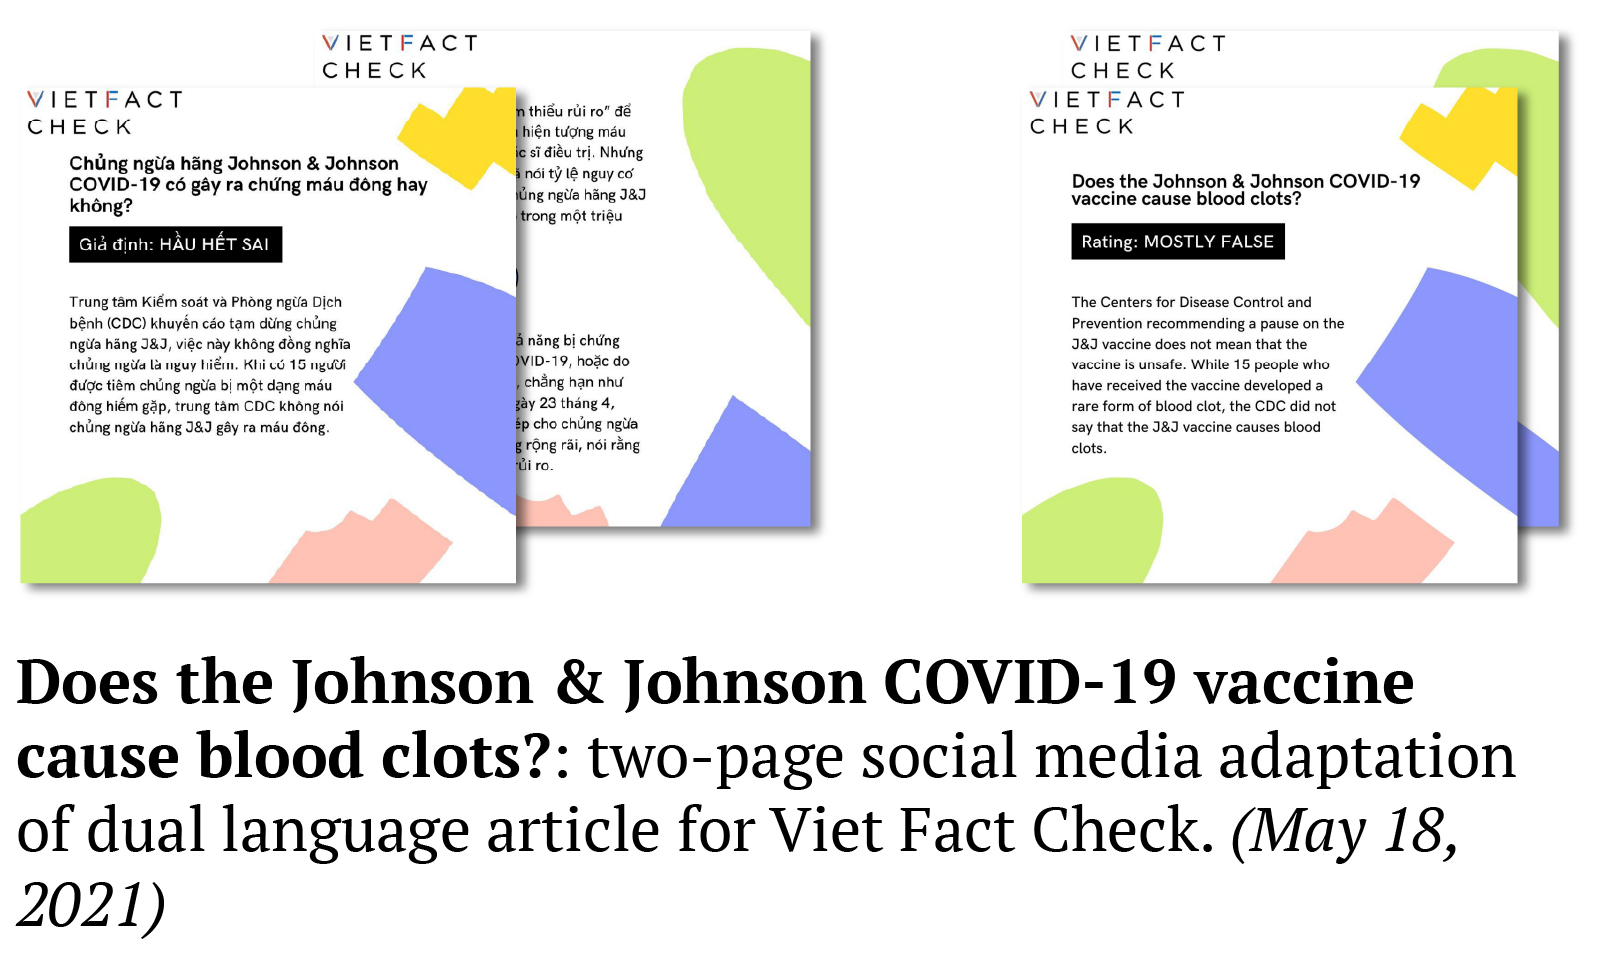 VIETFACT
CHECK
Chủng ngừa hãng Johnson & Johnson
COVID-19 có gây ra chứng máu đông hay
không?
Giả định: HẦU HẾT SAI
Trung tâm Kiểm soát và Phòng ngừa Dịch
bệnh (CDC) khuyến cáo tạm dừng chủng
ngừa hãng J&J, việc này không đồng nghĩa
chủng ngừa là nguy hiểm. Khi có 15 người
được tiêm chủng ngừa bị một dạng máu
đông hiếm gặp, trung tâm CDC không nói
chủng ngừa hãng J&J gây ra máu đông.
VIETFACT
CHECK
thiểu rủi ro” để
hiện tượng máu
sĩ điều trị. Nhưng
nói tỷ lệ nguy cơ
hãng J&J
trong một triệu
năng bị chứng
hoặc do
, chẳng hạn như
23 tháng 4,
cho chủng ngừa
rộng rãi, nói rằng
rủi ro.
VIETFACT
CHECK
VIETFACT
CHECK
Does the Johnson & Johnson COVID-19
vaccine cause blood clots?
Rating: MOSTLY FALSE
The Centers for Disease Control and
Prevention recommending a pause on the
J&J vaccine does not mean that the
vaccine is unsafe. While 15 people who
have received the vaccine developed a
rare form of blood clot, the CDC did not
say that the J&J vaccine causes blood
clots.
Does the Johnson & Johnson COVID-19 vaccine
cause blood clots?: two-page social media adaptation
of dual language article for Viet Fact Check. (May 18,
2021)